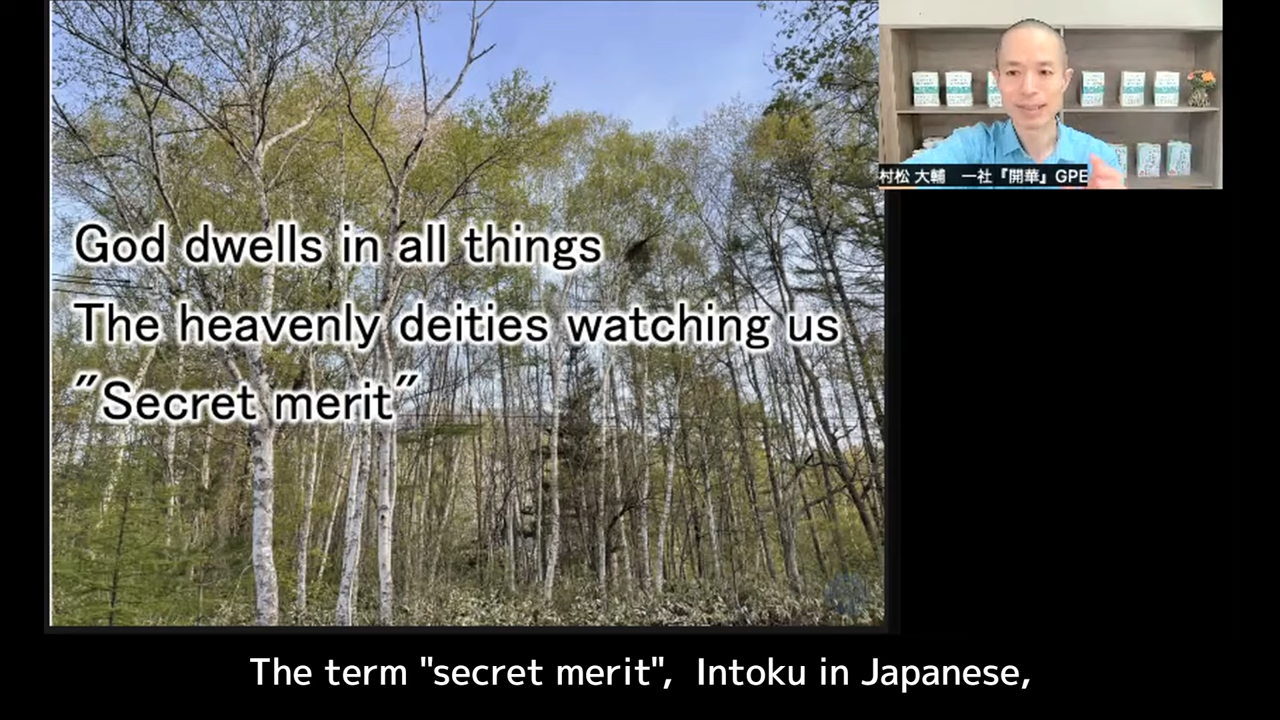 God dwells in all things
The heavenly deities watching us
"Secret merit"
村松 大輔　一社『開華』GPE
The term "secret merit", Intoku in Japanese,